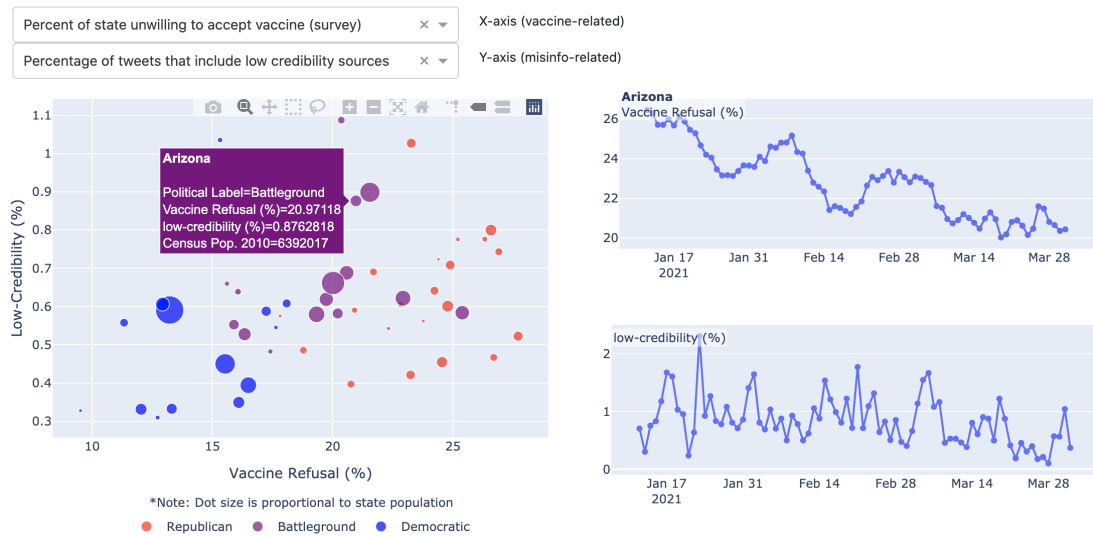 Percent of state unwilling to accept vaccine (survey)
X-axis (vaccine-related)
Percentage of tweets that include low credibility sources
Y-axis (misinfo-related)
1.1
1
0.9
0.8
0.7
0.6
0.5
0.4
0.3
Low-Credibility (%)
Arizona
Political Label=Battleground
Vaccine Refusal (%)=20.97118
low-credibility (%)=0.8762818
Census Pop. 2010=6392017
10
15
20
25
Vaccine Refusal (%)
*Note: Dot size is proportional to state population
Republican
Battleground
Democratic
Arizona
Vaccine Refusal (%)
26
24
22
20
Jan 17
2021
Jan 31
Feb 14
Feb 28
Mar 14
Mar 28
low-credibility (%)
2
1
0
Jan 17
2021
Jan 31
Feb 14
Feb 28
Mar 14
Mar 28